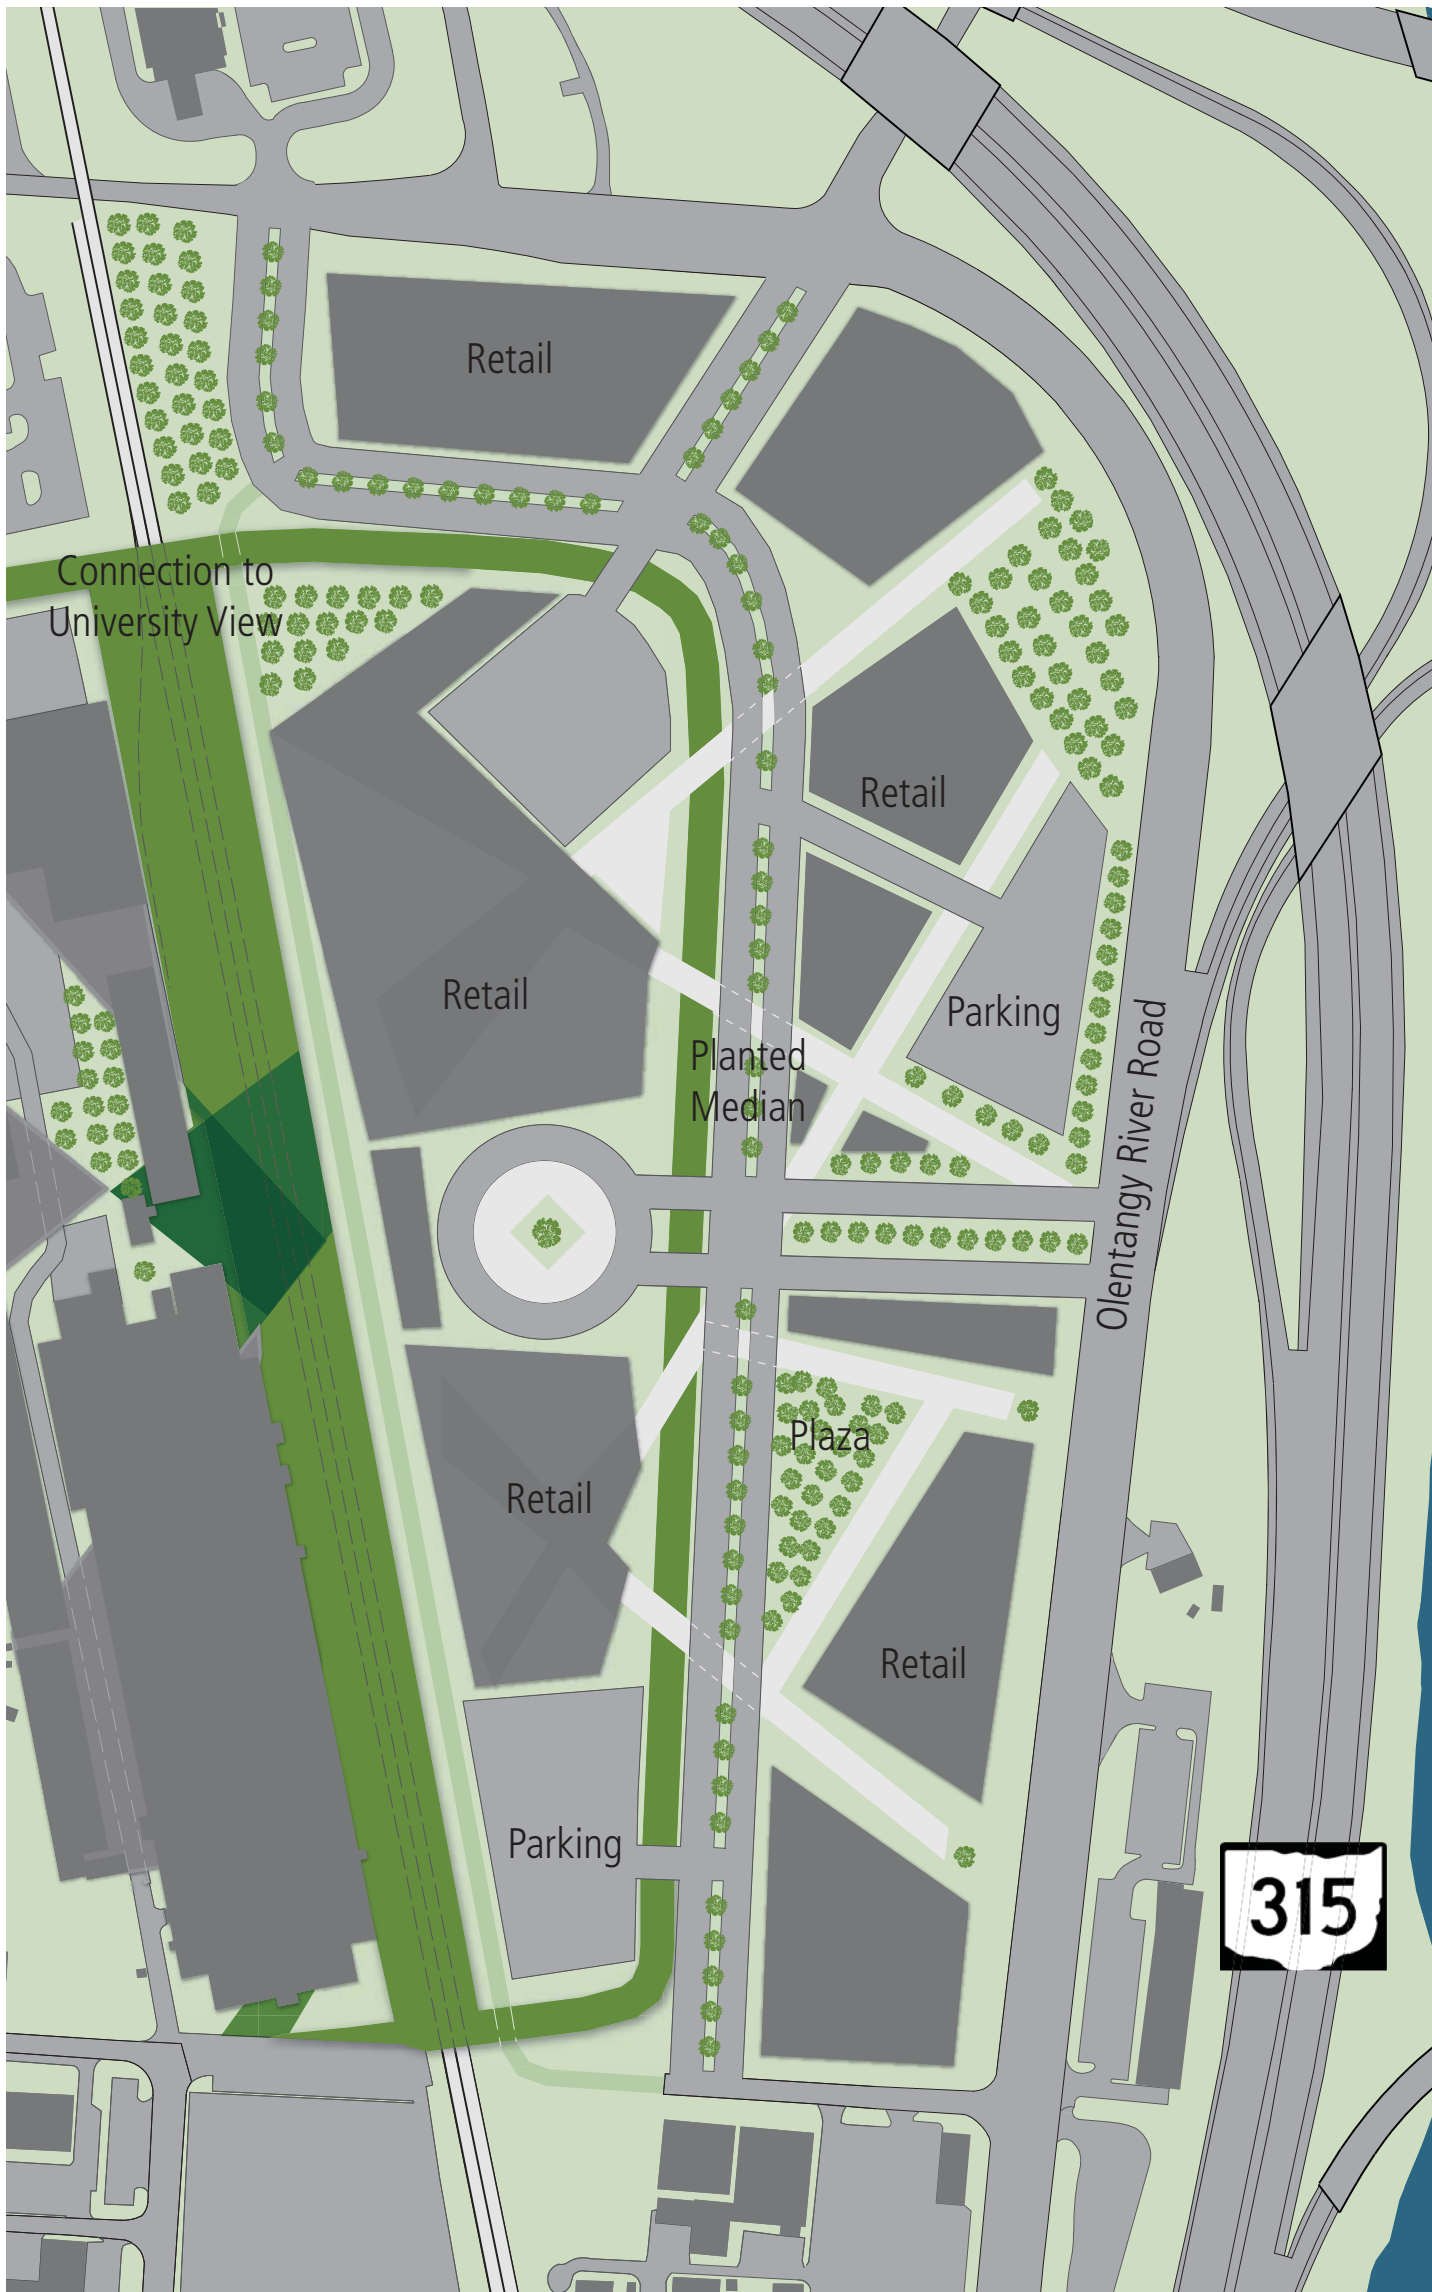 Retail
Connection to
University View
Retail
Retail
Parking
Planted
Median
Olentangy River Road
Plaza
Retail
Retail
Parking
315